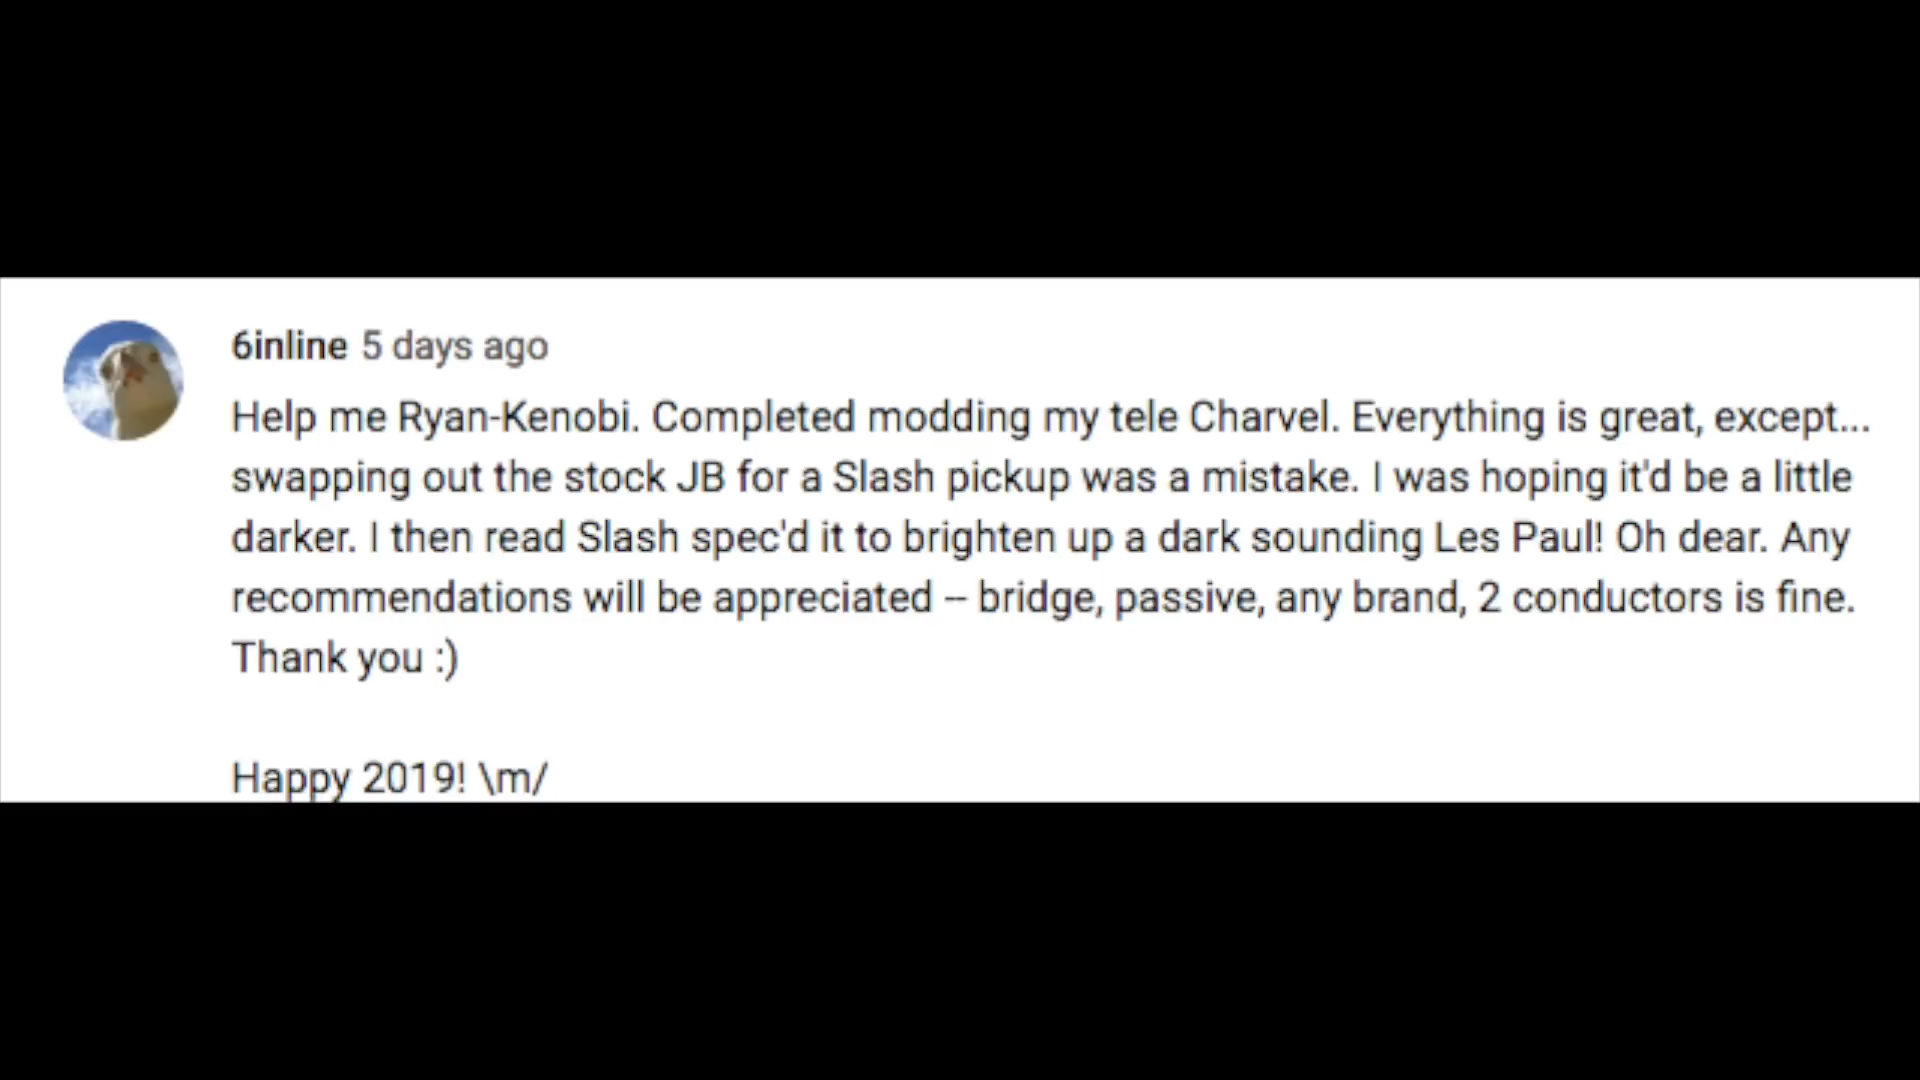 6inline 5 days ago
Help me Ryan-Kenobi. Completed modding my tele Charvel. Everything is great, except...
swapping out the stock JB for a Slash pickup was a mistake. I was hoping it'd be a little
darker. I then read Slash spec'd it to brighten up a dark sounding Les Paul! Oh dear. Any
recommendations will be appreciated -- bridge, passive, any brand, 2 conductors is fine.
Thank you :)
Happy 2019! \m/